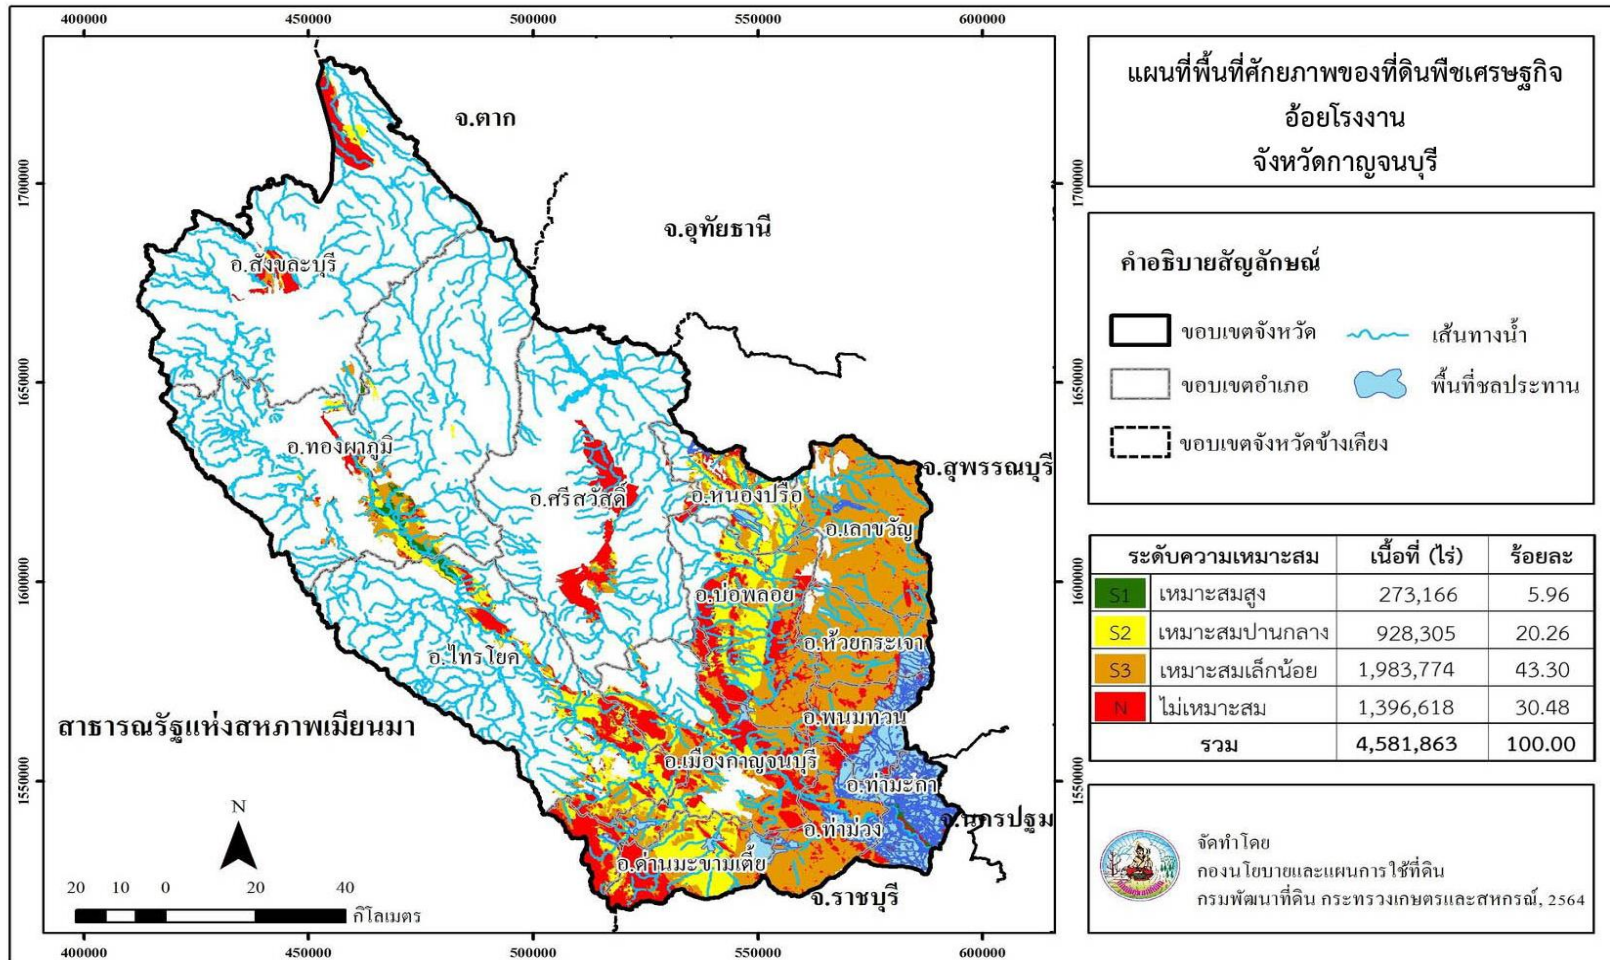 400000 450000 500000 550000 600000
1700000 1650000 1600000 1550000
จ.ตาก
จ.อุทัยธานี
อ.สังขละบุรี
อ.ทองผาภูมิ
อ.ศรีสวัสดิ์
อ.หนองปรือ
จ.สุพรรณบุรี
อ.เลาขวัญ
อ.บ่อพลอย
อ.ห้วยกระเจา
อ.ไทรโยค
อ.พนมทวน
สาธารณรัฐแห่งสหภาพเมียนมา
อ.เมืองกาญจนบุรี
อ.ท่ามะกา
จ.นครปฐม
อ.ท่าม่วง
อ.ด่านมะขามเตี้ย
จ.ราชบุรี
N
20 10 0 20 40
กิโลเมตร
1700000 1650000 1600000 1550000
400000 450000 500000 550000 600000
แผนที่พื้นที่ศักยภาพของที่ดินพืชเศรษฐกิจ
อ้อยโรงงาน
จังหวัดกาญจนบุรี
คำอธิบายสัญลักษณ์
ขอบเขตจังหวัด เส้นทางน้ำ
ขอบเขตอำเภอ พื้นที่ชลประทาน
ขอบเขตจังหวัดข้างเคียง
ระดับความเหมาะสม เนื้อที่ (ไร่) ร้อยละ
S1 เหมาะสมสูง 273,166 5.96
S2 เหมาะสมปานกลาง 928,305 20.26
S3 เหมาะสมเล็กน้อย 1,983,774 43.30
N ไม่เหมาะสม 1,396,618 30.48
รวม 4,581,863 100.00
จัดทำโดย
กองนโยบายและแผนการใช้ที่ดิน
กรมพัฒนาที่ดิน กระทรวงเกษตรและสหกรณ์, 2564